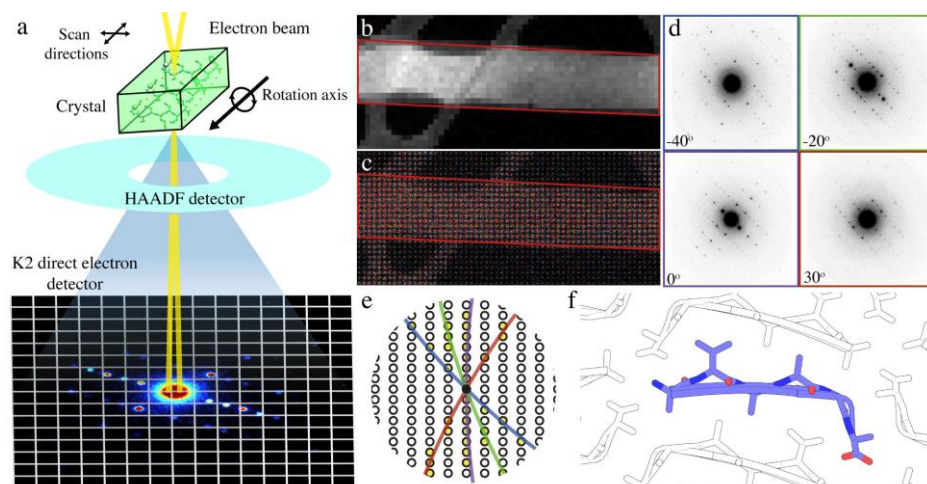 a
Scan
directions
Electron beam
Crystal
Rotation axis
HAADF detector
K2 direct electron
detector
b
c
d
-40°
-20°
0°
30°
e
f